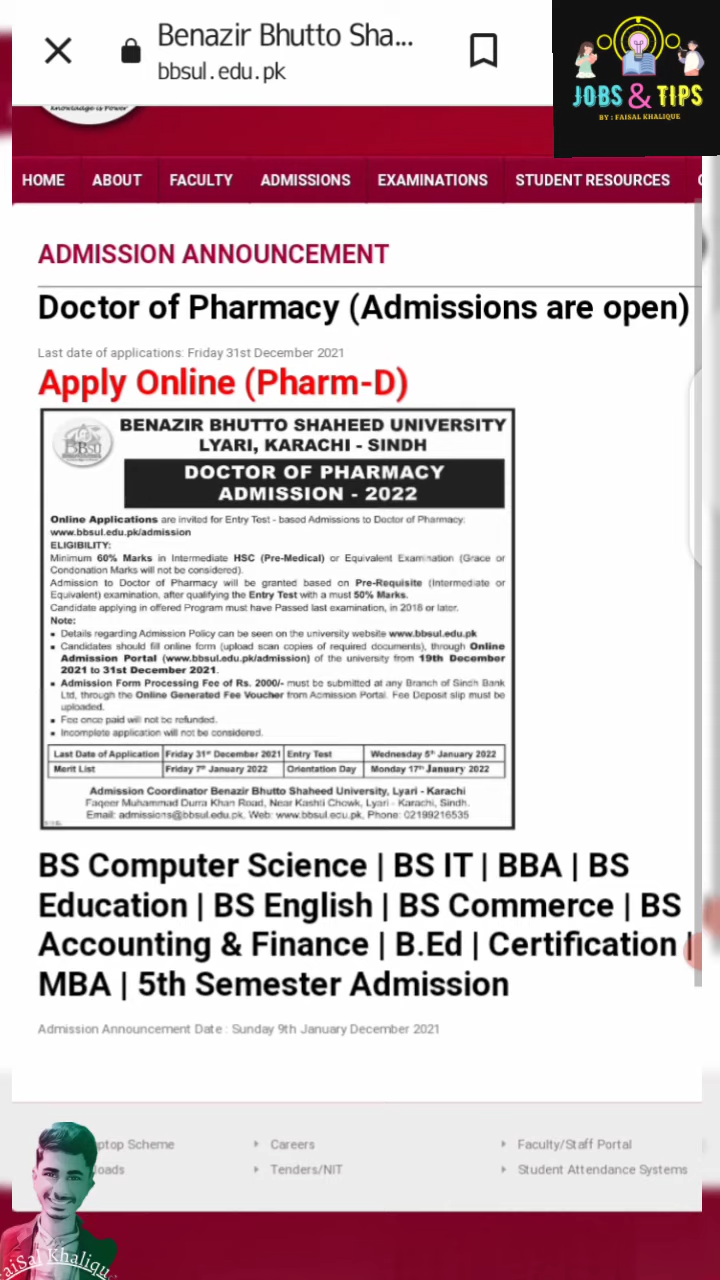 Benazir Bhutto Sha...
bbsul.edu.pk
JOBS & TIPS
BY : FAISAL KHALIQUE
Knowledge is Power
HOME ABOUT FACULTY ADMISSIONS EXAMINATIONS STUDENT RESOURCES
ADMISSION ANNOUNCEMENT
Doctor of Pharmacy (Admissions are open)
Last date of applications: Friday 31st December 2021
Apply Online (Pharm-D)
BBSU
BENAZIR BHUTTO SHAHEED UNIVERSITY
LYARI, KARACHI - SINDH
DOCTOR OF PHARMACY
ADMISSION - 2022
Online Applications are invited for Entry Test - based Admissions to Doctor of Pharmacy:
www.bbsul.edu.pk/admission
ELIGIBILITY:
Minimum 60% Marks in Intermediate HSC (Pre-Medical) or Equivalent Examination (Grace or
Condonation Marks will not be considered).
Admission to Doctor of Pharmacy will be granted based on Pre-Requisite (Intermediate or
Equivalent) examination, after qualifying the Entry Test with a must 50% Marks.
Candidate applying in offered Program must have Passed last examination, in 2018 or later.
Note:
• Details regarding Admission Policy can be seen on the university website www.bbsul.edu.pk
• Candidates should fill online form (upload scan copies of required documents), through Online
Admission Portal (www.bbsul.edu.pk/admission) of the university from 19th December
2021 to 31st December 2021.
• Admission Form Processing Fee of Rs. 2000/- must be submitted at any Branch of Sindh Bank
Ltd, through the Online Generated Fee Voucher from Admission Portal. Fee Deposit slip must be
uploaded.
• Fee once paid will not be refunded.
• Incomplete application will not be considered.
Last Date of Application Friday 31st December 2021 Entry Test Wednesday 5th January 2022
Merit List Friday 7th January 2022 Orientation Day Monday 17th January 2022
Admission Coordinator Benazir Bhutto Shaheed University, Lyari - Karachi
Faqeer Muhammad Durra Khan Road, Near Kashti Chowk, Lyari - Karachi, Sindh.
Email: admissions@bbsul.edu.pk, Web: www.bbsul.edu.pk, Phone: 02199216535
BS Computer Science | BS IT | BBA | BS
Education | BS English | BS Commerce | BS
Accounting & Finance | B.Ed | Certification |
MBA | 5th Semester Admission
Admission Announcement Date : Sunday 9th January December 2021
ptop Scheme Careers Faculty/Staff Portal
oads Tenders/NIT Student Attendance Systems
FaiSal Khalique